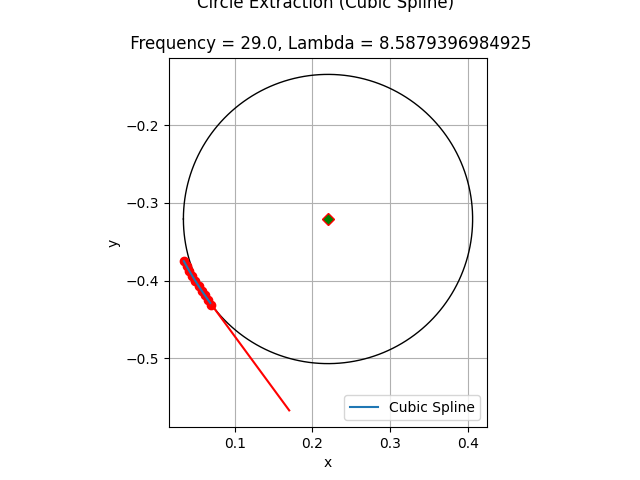 Circle Extraction (Cubic Spline)
Frequency = 29.0, Lambda = 8.5879396984925
y
−0.2
−0.3
−0.4
−0.5
0.1 0.2 0.3 0.4
x
Cubic Spline